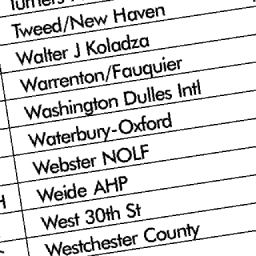 Tweed/New Haven
Walter J Koladza
Warrenton/Fauquier
Washington Dulles Intl
Waterbury-Oxford
Webster NOLF
Weide AHP
West 30th St
Westchester County